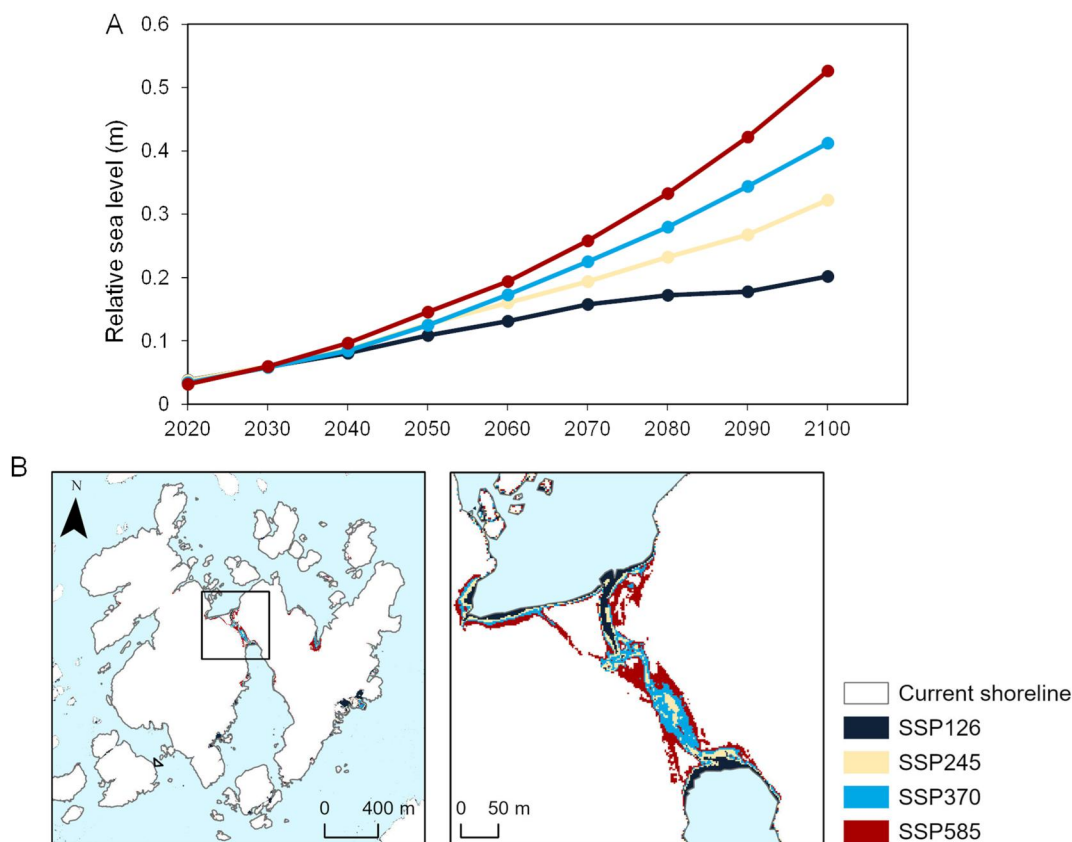 A
0.6
0.5
0.4
0.3
0.2
0.1
0
Relative sea level (m)
2020 2030 2040 2050 2060 2070 2080 2090 2100
B
N
0 400 m
0 50 m
Current shoreline
SSP126
SSP245
SSP370
SSP585